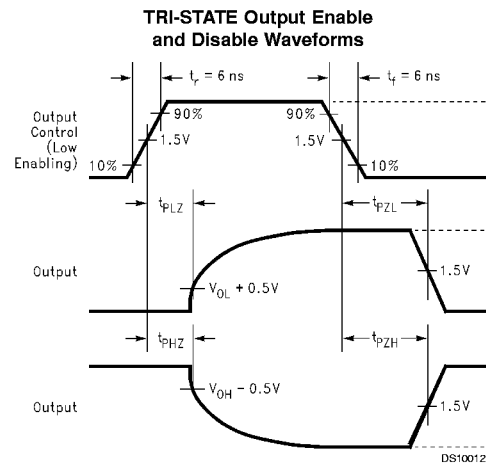 TRI-STATE Output Enable
and Disable Waveforms
t_r = 6 ns
t_f = 6 ns
Output
Control
(Low
Enabling)
90%
1.5V
10%
90%
1.5V
10%
t_PLZ
t_PZL
Output
V_OL + 0.5V
1.5V
t_PHZ
t_PZH
Output
V_OH − 0.5V
1.5V
DS10012